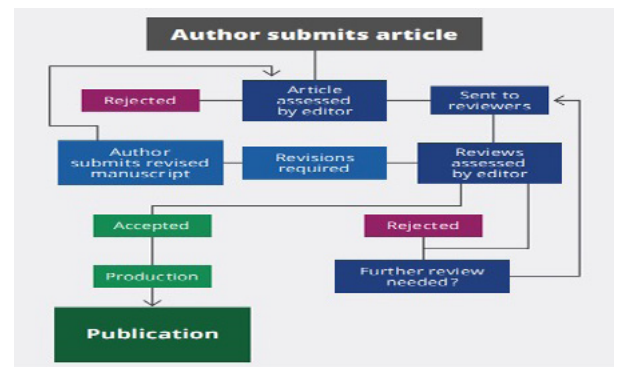 Author submits article
Rejected
Article
assessed
by editor
Sent to
reviewers
Author
submits revised
manuscript
Revisions
required
Reviews
assessed
by editor
Accepted
Rejected
Production
Further review
needed?
Publication